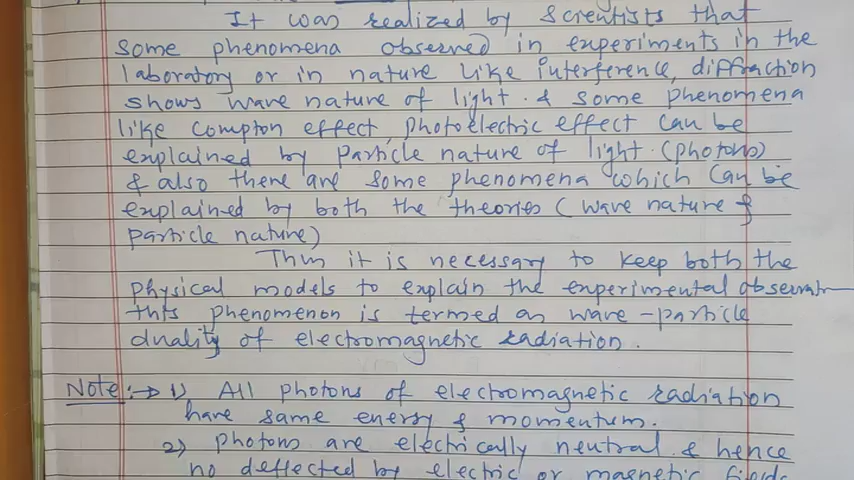 It was realized by Scientists that
some phenomena observed in experiments in the
laboratory or in nature like interference, diffraction
shows wave nature of light. & some phenomena
like compton effect, photoelectric effect can be
explained by particle nature of light. (photons)
& also there are some phenomena which can be
explained by both the theories (wave nature &
particle nature)
Thus it is necessary to keep both the
physical models to explain the experimental
this phenomenon is termed as wave-particle
duality of electromagnetic radiation.
Note:→ 1) All photons of electromagnetic radiation
have same energy & momentum.
2) photons are electrically neutral & hence
no deflected by electric or magnetic fields